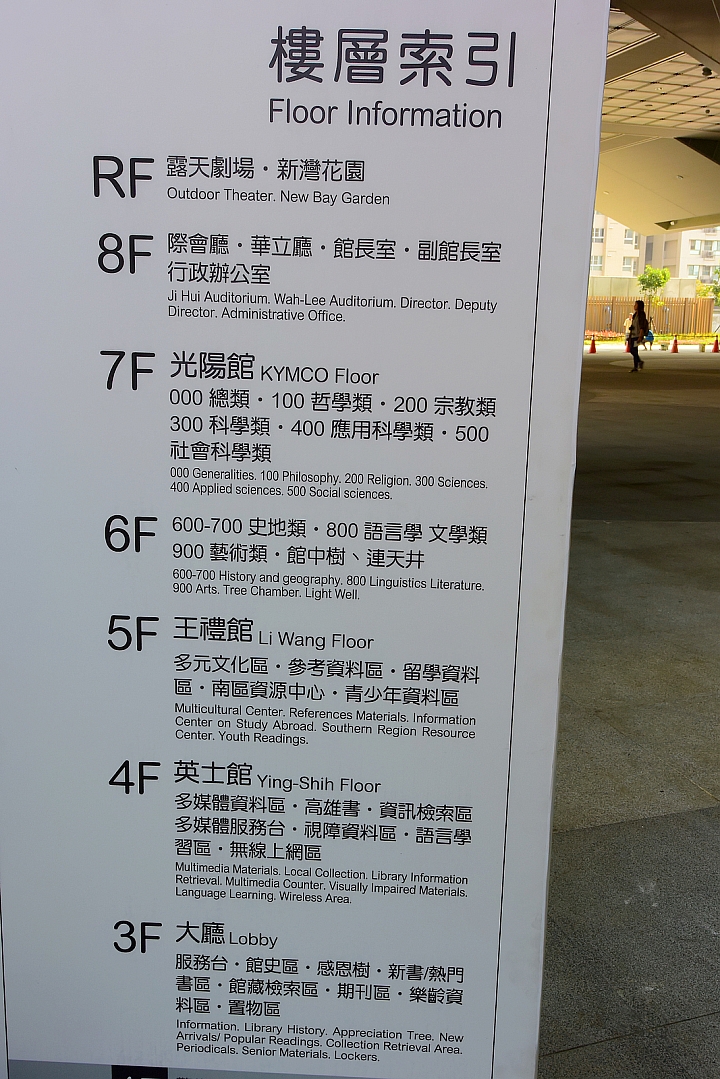 樓層索引
Floor Information
RF 露天劇場・新灣花園
Outdoor Theater. New Bay Garden
8F 際會廳・華立廳・館長室・副館長室
行政辦公室
Ji Hui Auditorium. Wah-Lee Auditorium. Director. Deputy
Director. Administrative Office.
7F 光陽館 KYMCO Floor
000 總類・100 哲學類・200 宗教類
300 科學類・400 應用科學類・500
社會科學類
000 Generalities. 100 Philosophy. 200 Religion. 300 Sciences.
400 Applied sciences. 500 Social sciences.
6F 600-700 史地類・800 語言學 文學類
900 藝術類・館中樹、連天井
600-700 History and geography. 800 Linguistics Literature.
900 Arts. Tree Chamber. Light Well.
5F 王禮館 Li Wang Floor
多元文化區・參考資料區・留學資料
區・南區資源中心・青少年資料區
Multicultural Center. References Materials. Information
Center on Study Abroad. Southern Region Resource
Center. Youth Readings.
4F 英士館 Ying-Shih Floor
多媒體資料區・高雄書・資訊檢索區
多媒體服務台・視障資料區・語言學
習區・無線上網區
Multimedia Materials. Local Collection. Library Information
Retrieval. Multimedia Counter. Visually Impaired Materials.
Language Learning. Wireless Area.
3F 大廳 Lobby
服務台・館史區・感恩樹・新書/熱門
書區・館藏檢索區・期刊區・樂齡資
料區・置物區
Information. Library History. Appreciation Tree. New
Arrivals/ Popular Readings. Collection Retrieval Area.
Periodicals. Senior Materials. Lockers.